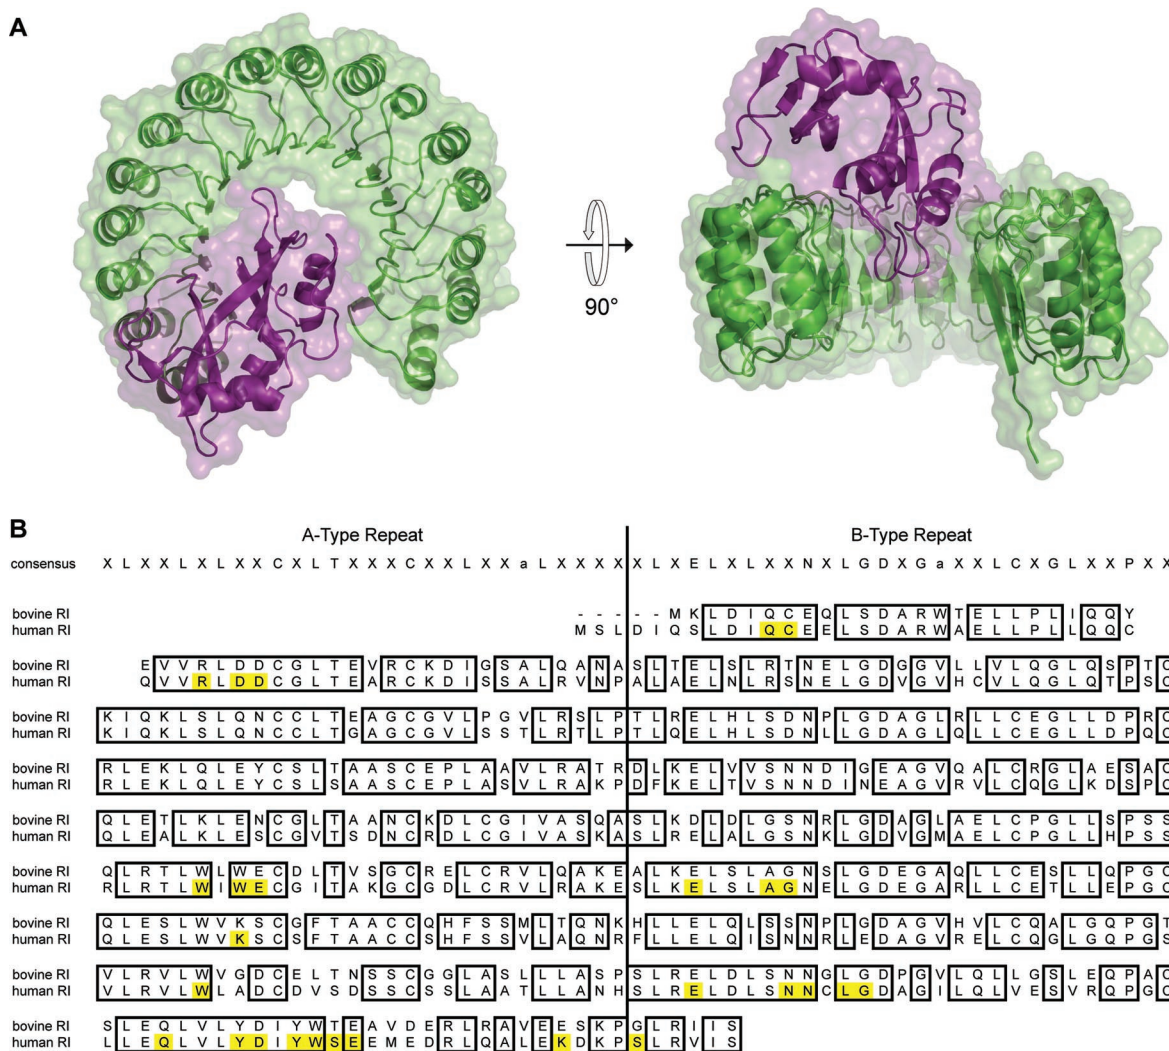 A
90°
B
A-Type Repeat B-Type Repeat
consensus X L X X L X L X X C X L T X X X C X X L X X a L X X X X X L X E L X L X X N X L G D X G a X X L C X G L X X P X X
bovine RI - - - - - M K L D I Q C E Q L S D A R W T E L L P L I Q Q Y
human RI M S L D I Q S L D I Q C E E L S D A R W A E L L P L L Q Q C
bovine RI E V V R L D D C G L T E V R C K D I G S A L Q A N A S L T E L S L R T N E L G D G G V L L V L Q G L Q S P T C
human RI Q V V R L D D C G L T E A R C K D I S S A L R V N P A L A E L N L R S N E L G D V G V H C V L Q G L Q T P S C
bovine RI K I Q K L S L Q N C C L T E A G C G V L P G V L R S L P T L R E L H L S D N P L G D A G L R L L C E G L L D P R C
human RI K I Q K L S L Q N C C L T G A G C G V L S S T L R T L P T L Q E L H L S D N L L G D A G L Q L L C E G L L D P Q C
bovine RI R L E K L Q L E Y C S L T A A S C E P L A A V L R A T R D L K E L V V S N N D I G E A G V Q A L C R G L A E S A C
human RI R L E K L Q L E Y C S L S A A S C E P L A S V L R A K P D F K E L T V S N N D I N E A G V R V L C Q G L K D S P C
bovine RI Q L E T L K L E N C G L T A A N C K D L C G I V A S Q A S L K D L D L G S N R L G D A G L A E L C P G L L S P S S
human RI Q L E A L K L E S C G V T S D N C R D L C G I V A S K A S L R E L A L G S N K L G D V G M A E L C P G L L H P S S
bovine RI Q L R T L W L W E C D L T V S G C R E L C R V L Q A K E A L K E L S L A G N S L G D E G A Q L L C E S L L Q P G C
human RI R L R T L W I W E C G I T A K G C G D L C R V L R A K E S L K E L S L A G N E L G D E G A R L L C E T L L E P G C
bovine RI Q L E S L W V K S C G F T A A C C Q H F S S M L T Q N K H L L E L Q L S S N P L G D A G V H V L C Q A L G Q P G T
human RI Q L E S L W V K S C S F T A A C C S H F S S V L A Q N R F L L E L Q I S N N R L E D A G V R E L C Q G L G Q P G S
bovine RI V L R V L W V G D C E L T N S S C G G L A S L L L A S P S L R E L D L S N N G L G D P G V L Q L L G S L E Q P A C
human RI V L R V L W L A D C D V S D S S C S S L A A T L L A N H S L R E L D L S N N L G D A G I L Q L V E S V R Q P G C
bovine RI S L E Q L V L Y D I Y W T E A V D E R L R A V E E S K P G L R I I S
human RI L L E Q L V L Y D I Y W S E E M E D R L Q A L E K D K P S L R V I S